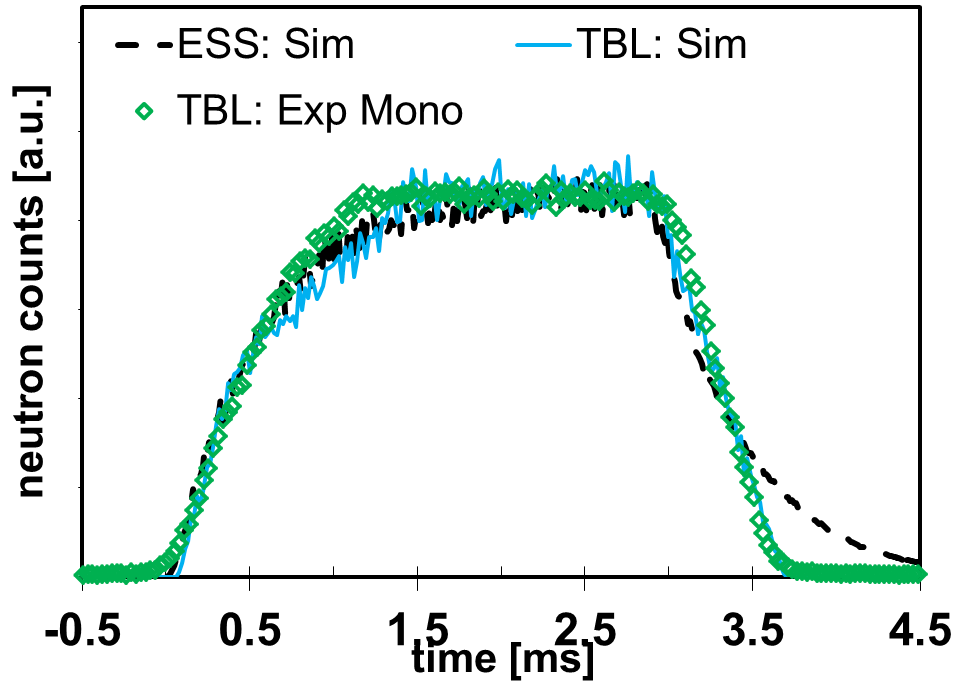 ESS: Sim TBL: Sim
TBL: Exp Mono
neutron counts [a.u.]
-0.5 0.5 1.5 2.5 3.5 4.5
time [ms]